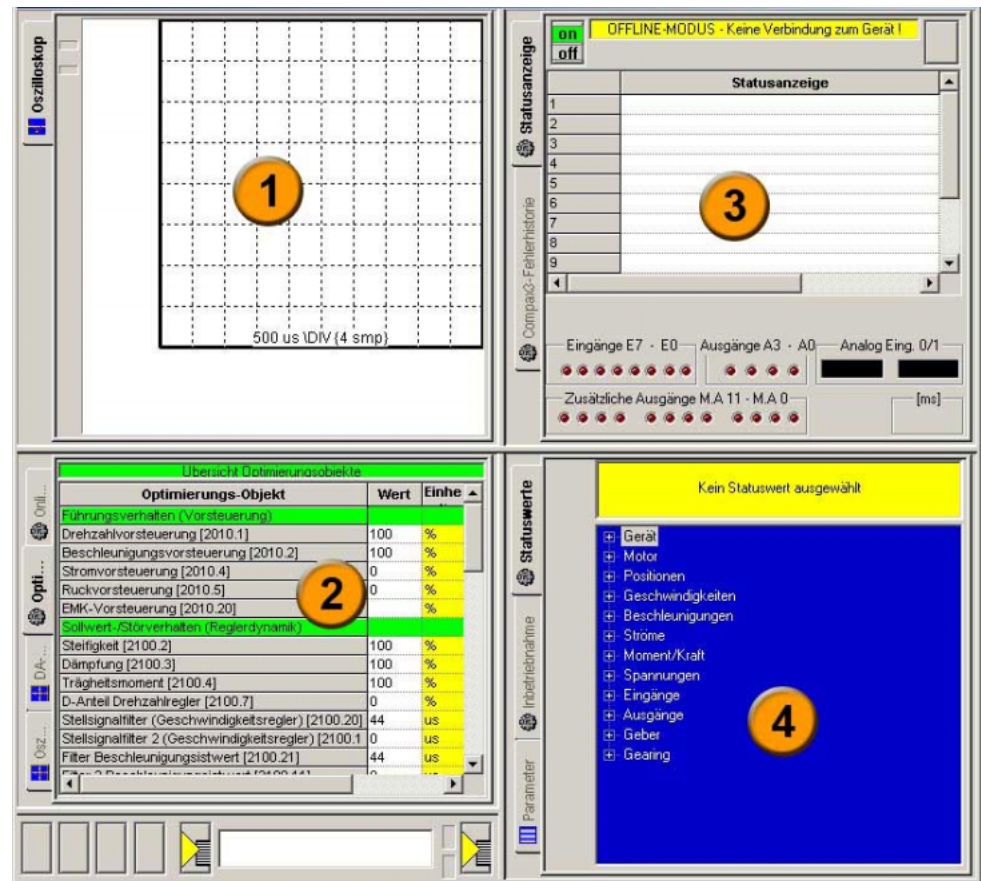 Oszilloskop
1
500 us \DIV {4 smp}
Statusanzeige
Compax3-Fehlerhistorie
on
off
OFFLINE-MODUS - Keine Verbindung zum Gerät !
Statusanzeige
1
2
3
4
5
6
7
8
9
3
Eingänge E7 - E0
Ausgänge A3 - A0
Analog Eing. 0/1
Zusätzliche Ausgänge M.A 11 - M.A 0
[ms]
Onli...
Opti...
DA-...
Osz...
Übersicht Optimierungsobjekte
Optimierungs-Objekt Wert Einhe
Führungsverhalten (Vorsteuerung)
Drehzahlvorsteuerung [2010.1] 100 %
Beschleunigungsvorsteuerung [2010.2] 100 %
Stromvorsteuerung [2010.4] 0 %
Ruckvorsteuerung [2010.5] 0 %
EMK-Vorsteuerung [2010.20] %
Sollwert-/Störverhalten (Reglerdynamik)
Steifigkeit [2100.2] 100 %
Dämpfung [2100.3] 100 %
Trägheitsmoment [2100.4] 100 %
D-Anteil Drehzahlregler [2100.7] 0 %
Stellsignalfilter (Geschwindigkeitsregler) [2100.20] 44 us
Stellsignalfilter 2 (Geschwindigkeitsregler) [2100.1 0 us
Filter Beschleunigungsistwert [2100.21] 44 us
2
Statuswerte
Inbetriebnahme
Parameter
Kein Statuswert ausgewählt
Gerät
Motor
Positionen
Geschwindigkeiten
Beschleunigungen
Ströme
Moment/Kraft
Spannungen
Eingänge
Ausgänge
Geber
Gearing
4